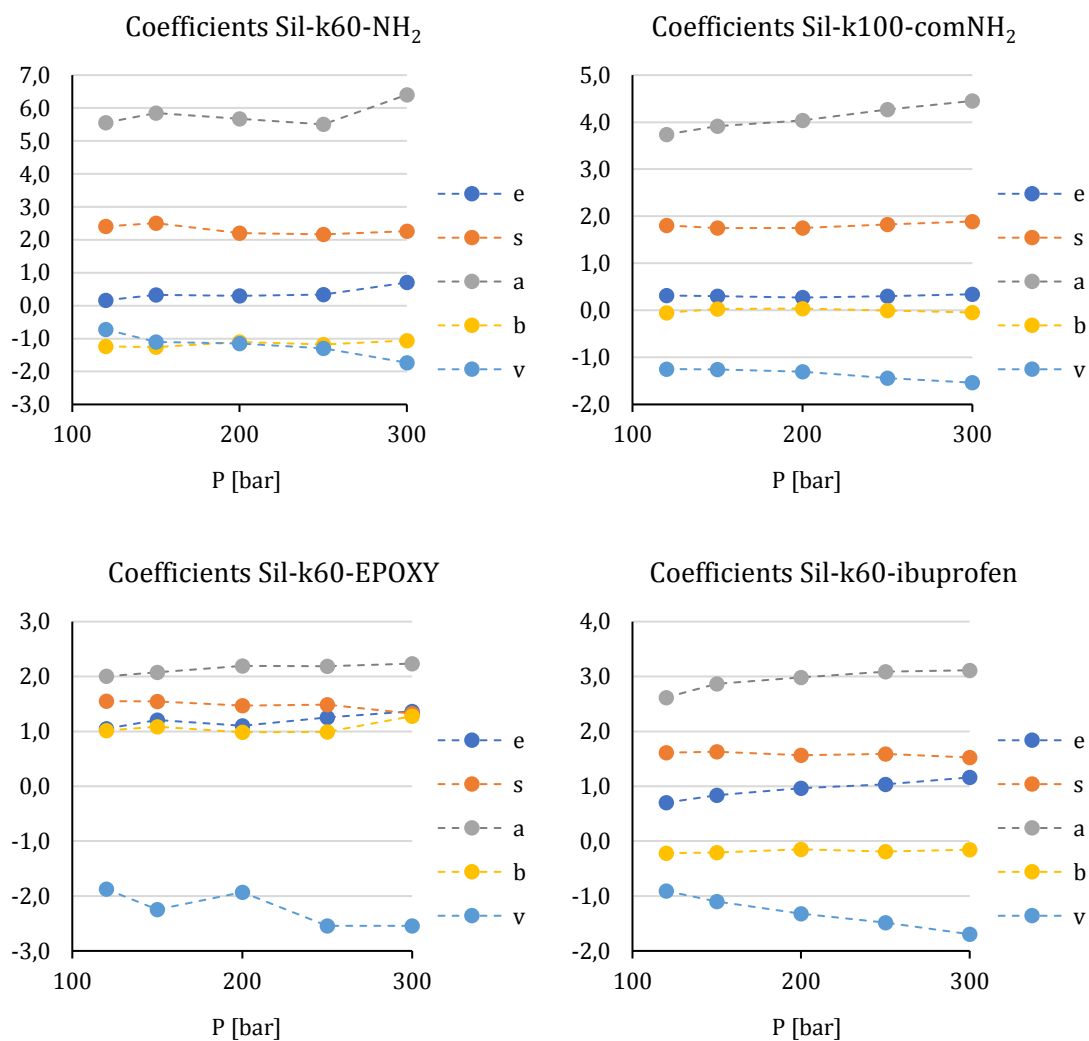 Coefficients Sil-k60-NH₂
7,0
6,0
5,0
4,0
3,0
2,0
1,0
0,0
-1,0
-2,0
-3,0
100 200 300
P [bar]
e
s
a
b
v
Coefficients Sil-k100-comNH₂
5,0
4,0
3,0
2,0
1,0
0,0
-1,0
-2,0
100 200 300
P [bar]
e
s
a
b
v
Coefficients Sil-k60-EPOXY
3,0
2,0
1,0
0,0
-1,0
-2,0
-3,0
100 200 300
P [bar]
e
s
a
b
v
Coefficients Sil-k60-ibuprofen
4,0
3,0
2,0
1,0
0,0
-1,0
-2,0
100 200 300
P [bar]
e
s
a
b
v